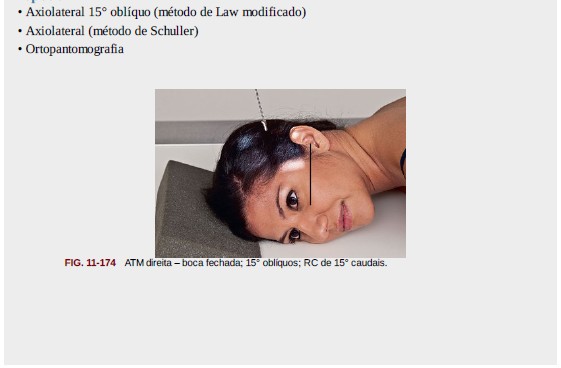 • Axiolateral 15° oblíquo (método de Law modificado)
• Axiolateral (método de Schuller)
• Ortopantomografia
FIG. 11-174 ATM direita – boca fechada; 15° oblíquos; RC de 15° caudais.